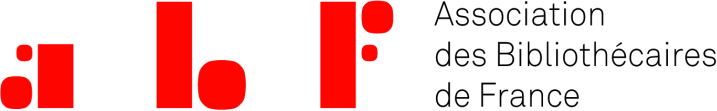 abf
Association
des Bibliothécaires
de France